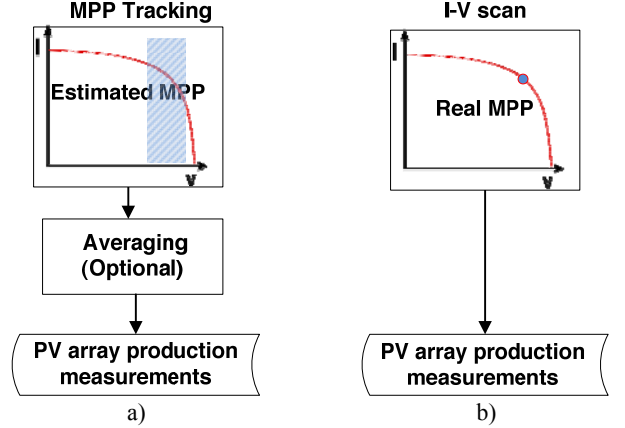 MPP Tracking
I
Estimated MPP
V
Averaging
(Optional)
PV array production
measurements
a)
I-V scan
I
Real MPP
V
PV array production
measurements
b)